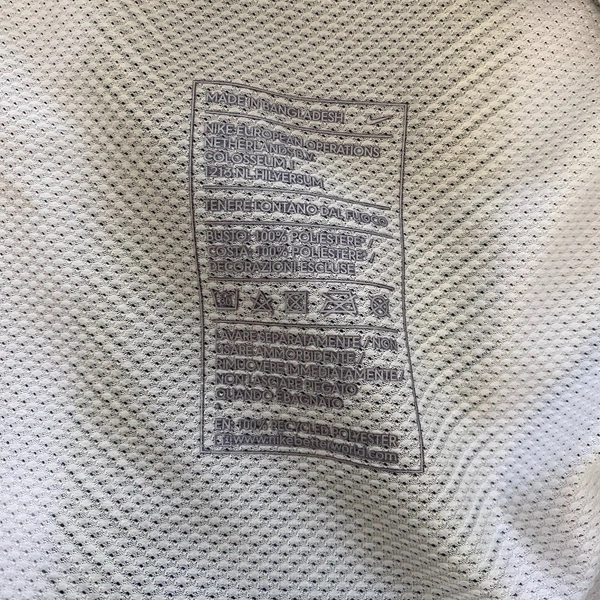 MADE IN BANGLADESH
NIKE EUROPEAN OPERATIONS
NETHERLANDS B.V.
COLOSSEUM 1
1213 NL HILVERSUM
TENERE LONTANO DAL FUOCO
BUSTO: 100% POLIESTERE* /
COSTA: 100% POLIESTERE* /
DECORAZIONI ESCLUSE
LAVARE SEPARATAMENTE / NON
USARE AMMORBIDENTE /
RIMUOVERE IMMEDIATAMENTE /
NON LASCIARE PIEGATO
QUANDO È BAGNATO
EN: 100% RECYCLED POLYESTER
www.nikebetterworld.com